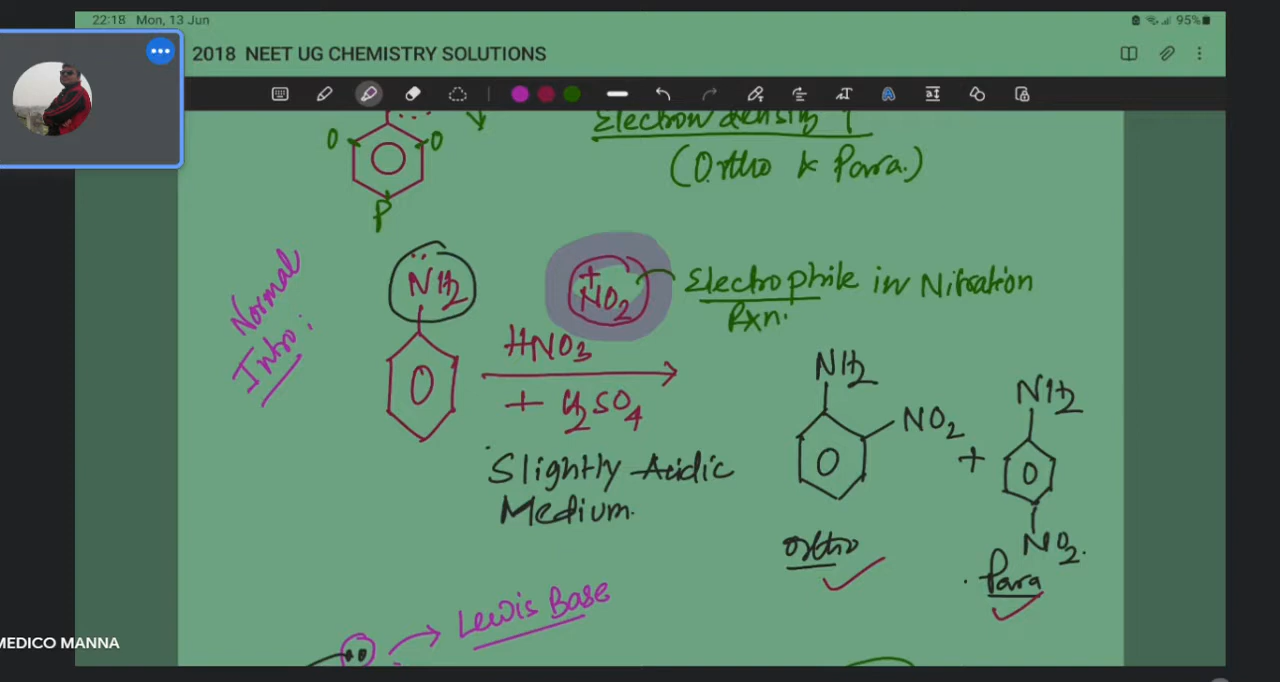 22:18 Mon, 13 Jun
95%
2018 NEET UG CHEMISTRY SOLUTIONS
Electron density ↑
(Ortho & Para.)
O O
P
Normal
Intro:
NH2
+
NO2
Electrophile in Nitration
Rxn.
HNO3
+ H2SO4
Slightly Acidic
Medium.
NH2
NO2
Ortho
+
NH2
NO2.
Para
Lewis Base
MEDICO MANNA